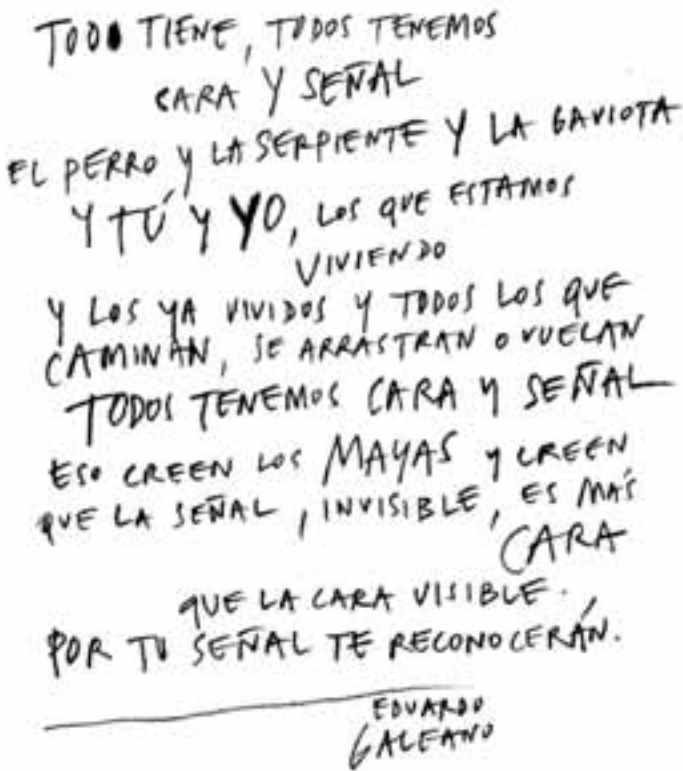 TODO TIENE, TODOS TENEMOS
CARA Y SEÑAL
EL PERRO Y LA SERPIENTE Y LA GAVIOTA
Y TÚ Y YO, LOS QUE ESTAMOS
VIVIENDO
Y LOS YA VIVIDOS Y TODOS LOS QUE
CAMINAN, SE ARRASTRAN O VUELAN
TODOS TENEMOS CARA Y SEÑAL
ESO CREEN LOS MAYAS Y CREEN
QUE LA SEÑAL, INVISIBLE, ES MÁS
CARA
QUE LA CARA VISIBLE.
POR TU SEÑAL TE RECONOCERÁN.
EDUARDO
GALEANO